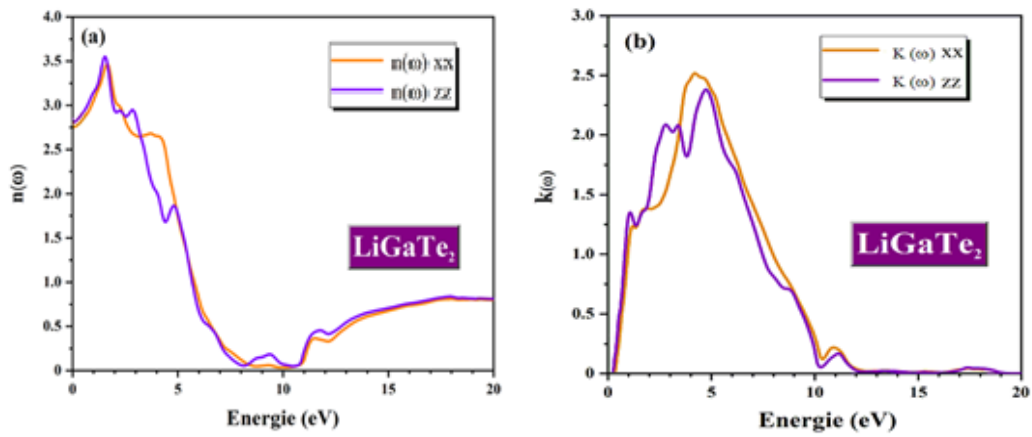 (a)
n(ω) xx
n(ω) zz
4.0
3.5
3.0
2.5
2.0
1.5
1.0
0.5
0
n(ω)
LiGaTe₂
0 5 10 15 20
Energie (eV)
(b)
K (ω) xx
K (ω) zz
3.0
2.5
2.0
1.5
1.0
0.5
0
k(ω)
LiGaTe₂
0 5 10 15 20
Energie (eV)